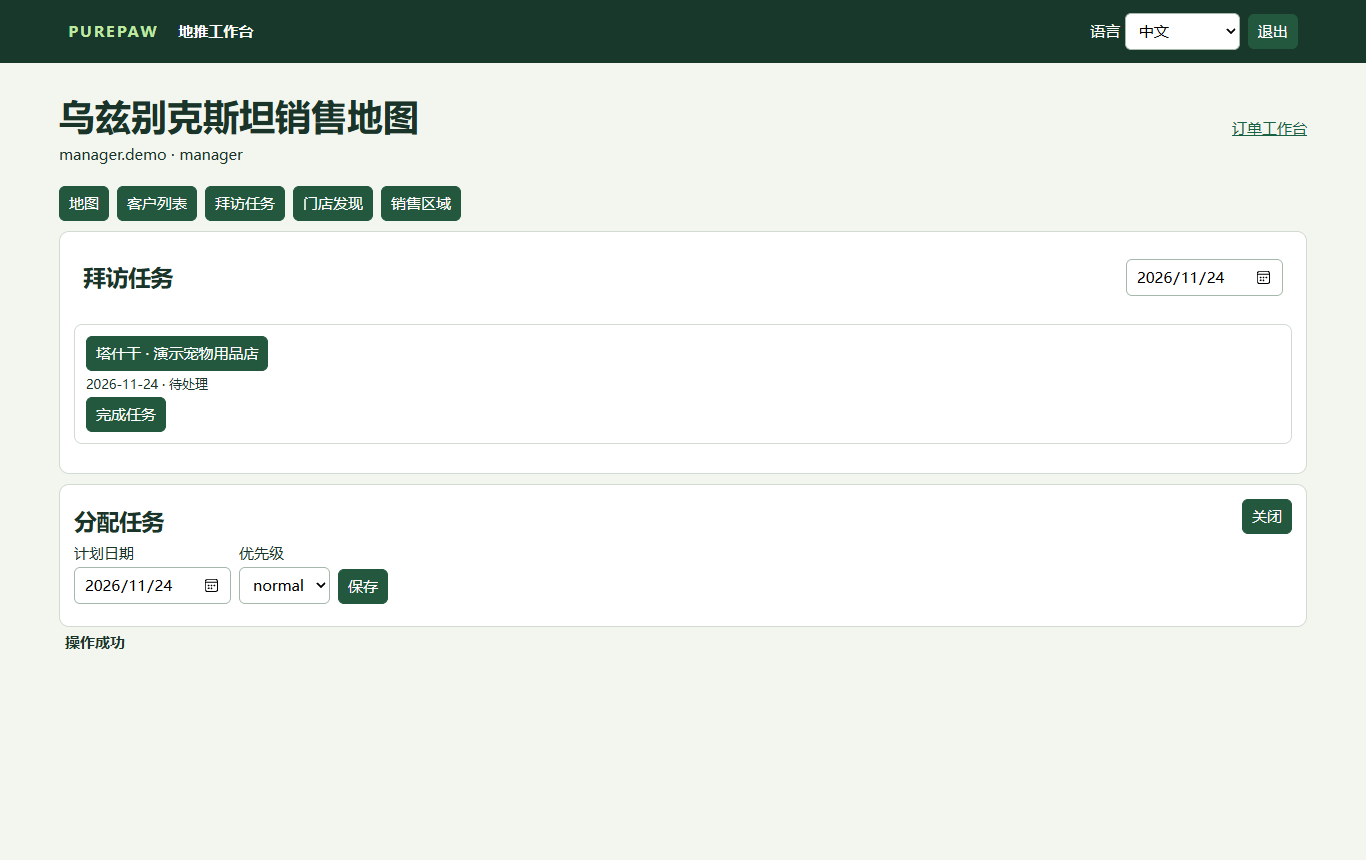 PUREPAW 地推工作台 语言 中文 退出
乌兹别克斯坦销售地图
订单工作台
manager.demo · manager
地图 客户列表 拜访任务 门店发现 销售区域
拜访任务 2026/11/24
塔什干 · 演示宠物用品店
2026-11-24 · 待处理
完成任务
分配任务 关闭
计划日期 优先级
2026/11/24 normal 保存
操作成功